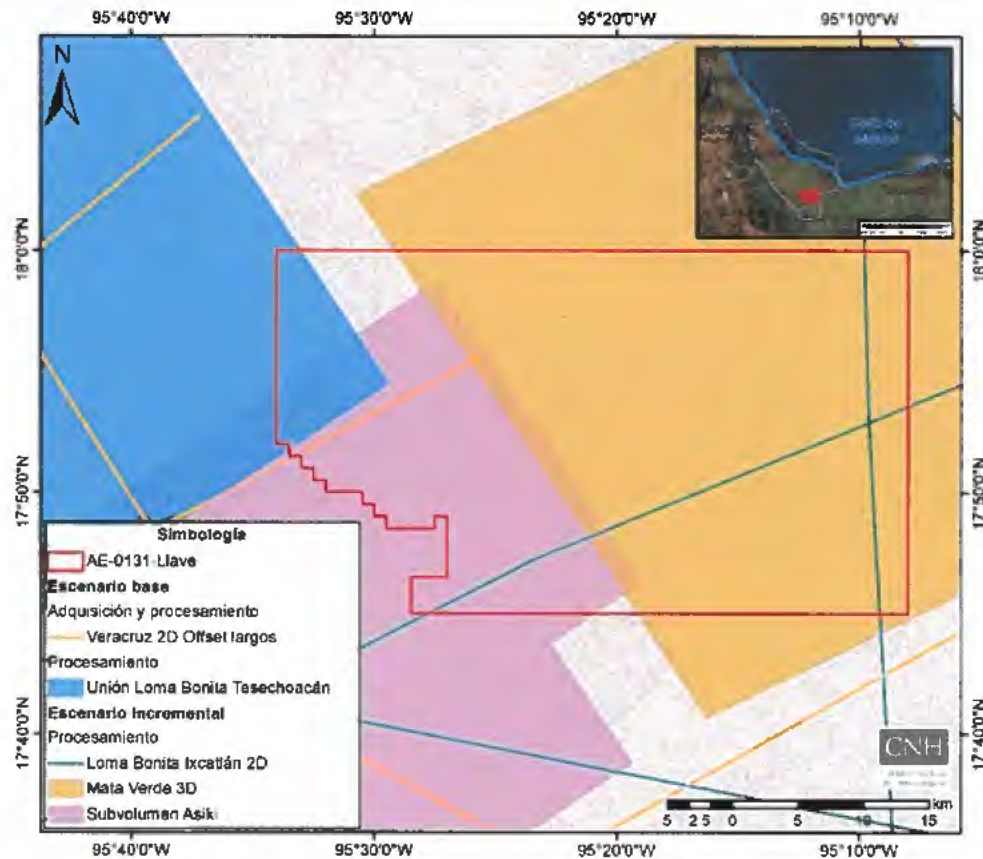 95°40'0"W 95°30'0"W 95°20'0"W 95°10'0"W
N
18°0'0"N 18°0'0"N
17°50'0"N 17°50'0"N
17°40'0"N 17°40'0"N
Simbología
AE-0131-Llave
Escenario base
Adquisición y procesamiento
Veracruz 2D Offset largos
Procesamiento
Unión Loma Bonita Tesechoacán
Escenario Incremental
Procesamiento
Loma Bonita Ixcatlán 2D
Mata Verde 3D
Subvolumen Asiki
CNH
5 2.5 0 5 10 15 km
95°40'0"W 95°30'0"W 95°20'0"W 95°10'0"W